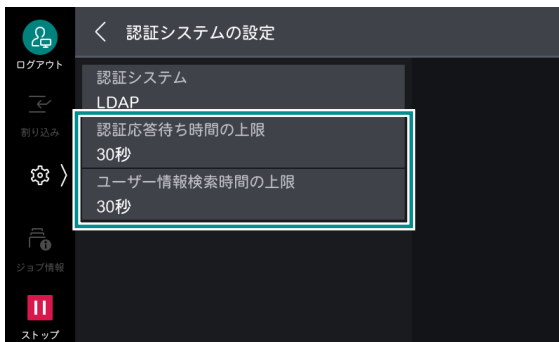 認証システムの設定
ログアウト
認証システム
LDAP
割り込み
認証応答待ち時間の上限
30秒
ユーザー情報検索時間の上限
30秒
ジョブ情報
ストップ